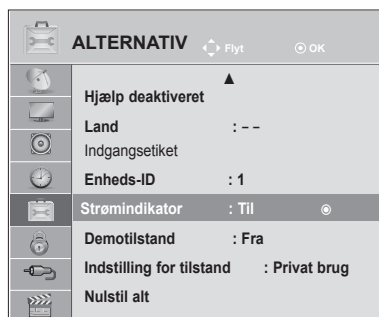 ALTERNATIV Flyt OK
Hjælp deaktiveret
Land : – –
Indgangsetiket
Enheds-ID : 1
Strømindikator : Til
Demotilstand : Fra
Indstilling for tilstand : Privat brug
Nulstil alt